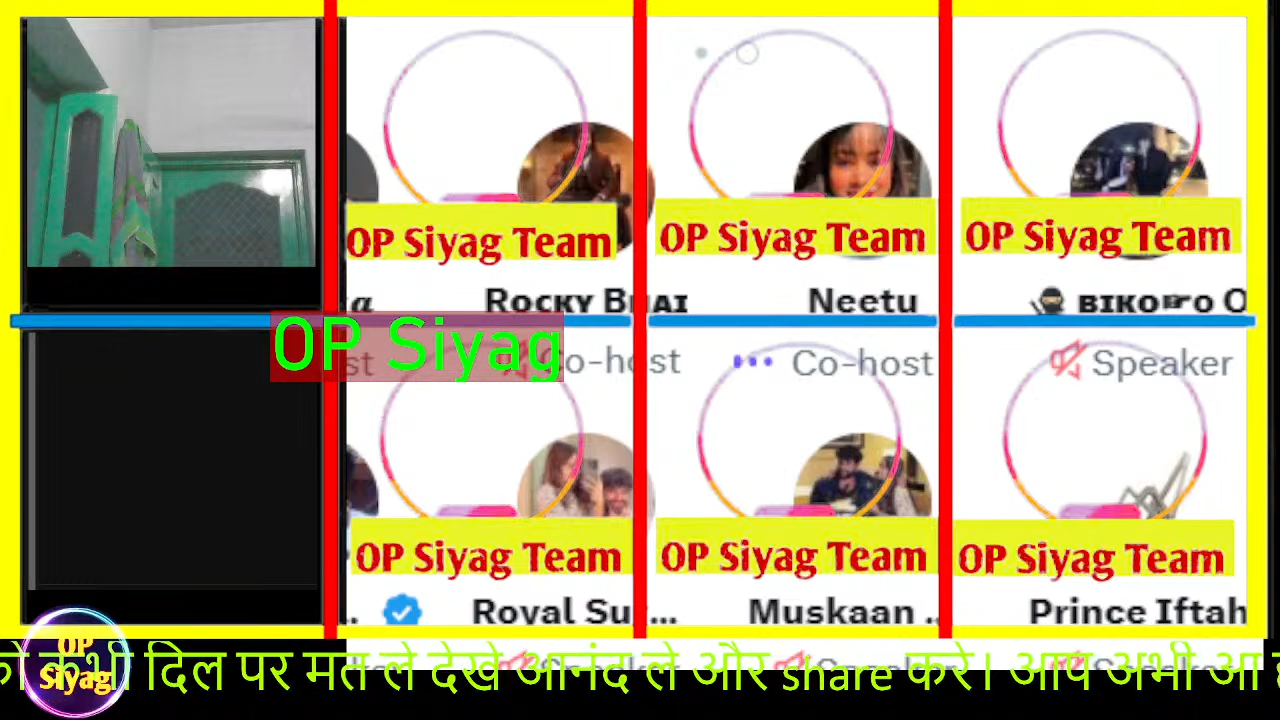 OP Siyag Team
OP Siyag Team
OP Siyag Team
Rocky Bhai
Neetu
OP Siyag
st
Co-host
Co-host
Speaker
OP Siyag Team
OP Siyag Team
OP Siyag Team
Royal Su...
Muskaan ..
Prince Iftah
OP
Siyag
को कभी दिल पर मत ले देखे आनंद ले और share करे। आप अभी आ